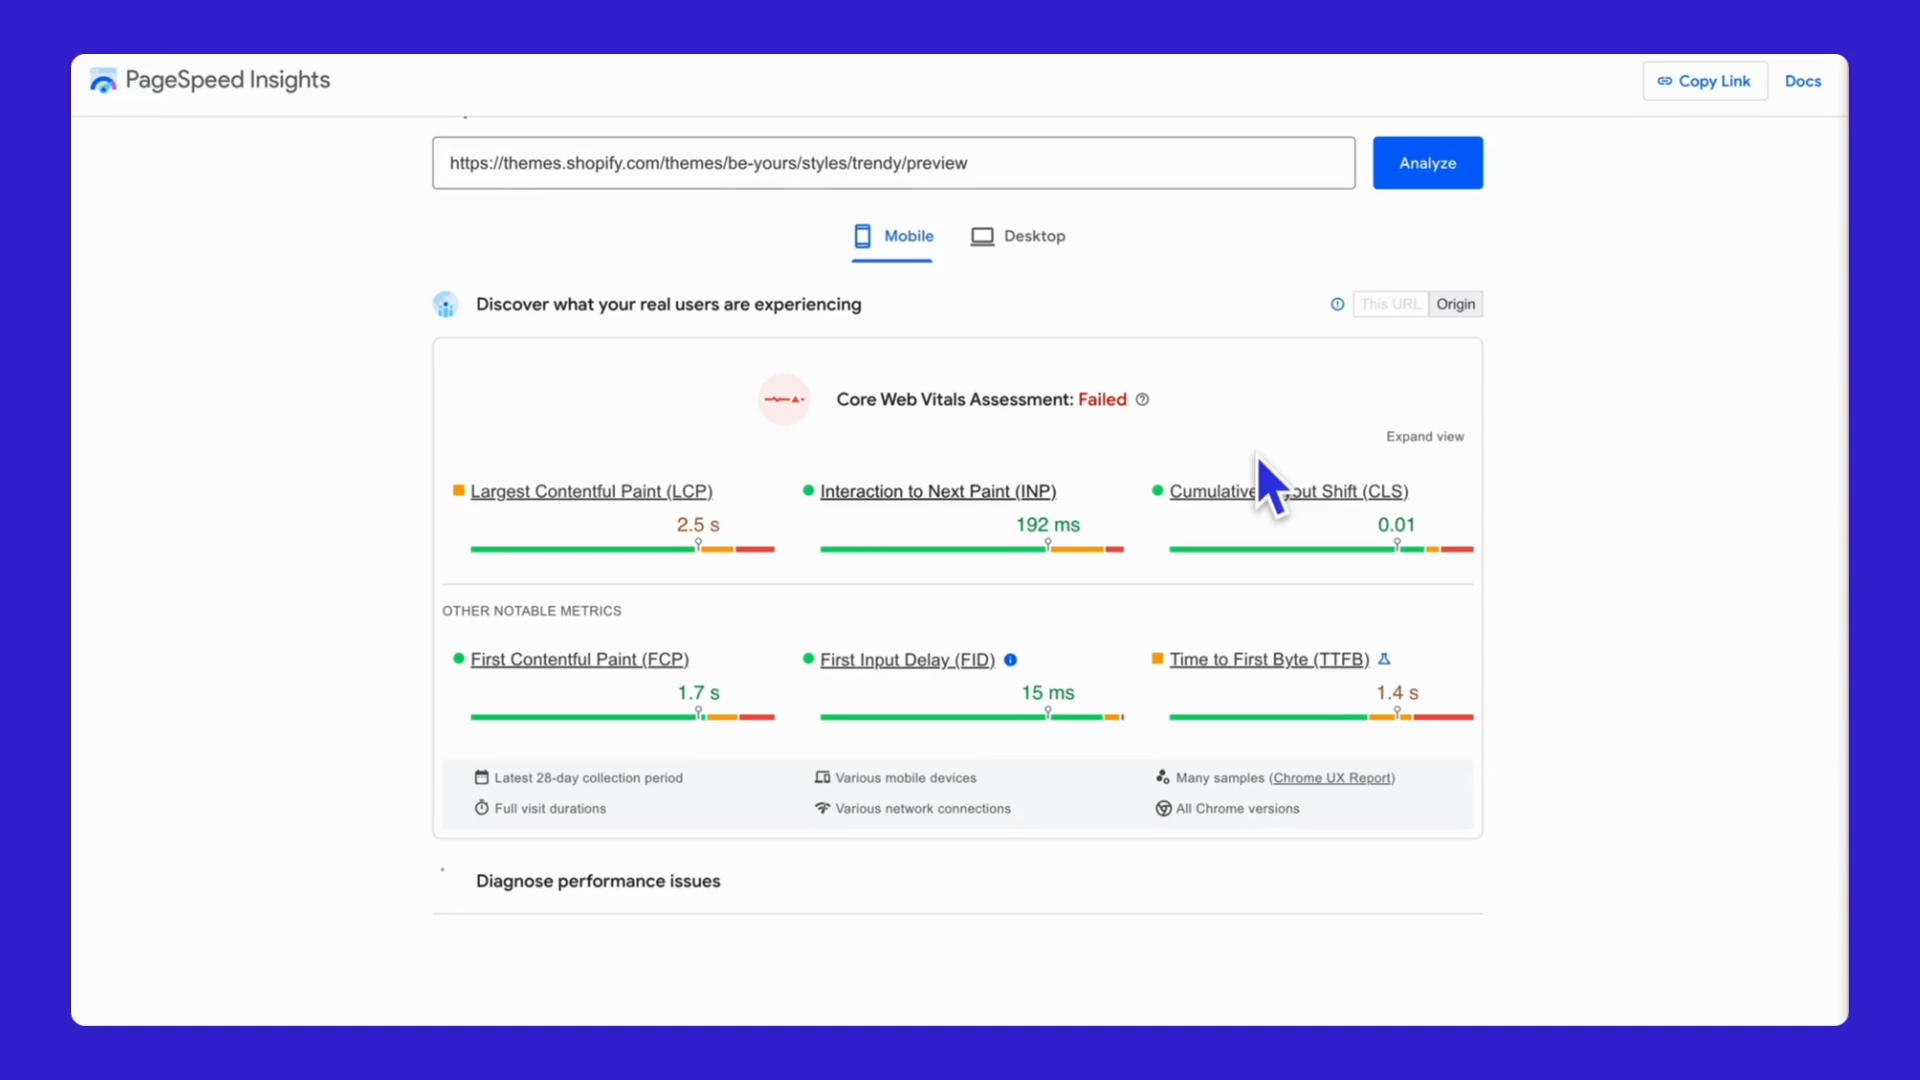 PageSpeed Insights
Copy Link
Docs
https://themes.shopify.com/themes/be-yours/styles/trendy/preview
Analyze
Mobile
Desktop
Discover what your real users are experiencing
This URL
Origin
Core Web Vitals Assessment: Failed
Expand view
Largest Contentful Paint (LCP)
2.5 s
Interaction to Next Paint (INP)
192 ms
Cumulative out Shift (CLS)
0.01
OTHER NOTABLE METRICS
First Contentful Paint (FCP)
1.7 s
First Input Delay (FID)
15 ms
Time to First Byte (TTFB)
1.4 s
Latest 28-day collection period
Various mobile devices
Many samples (Chrome UX Report)
Full visit durations
Various network connections
All Chrome versions
Diagnose performance issues